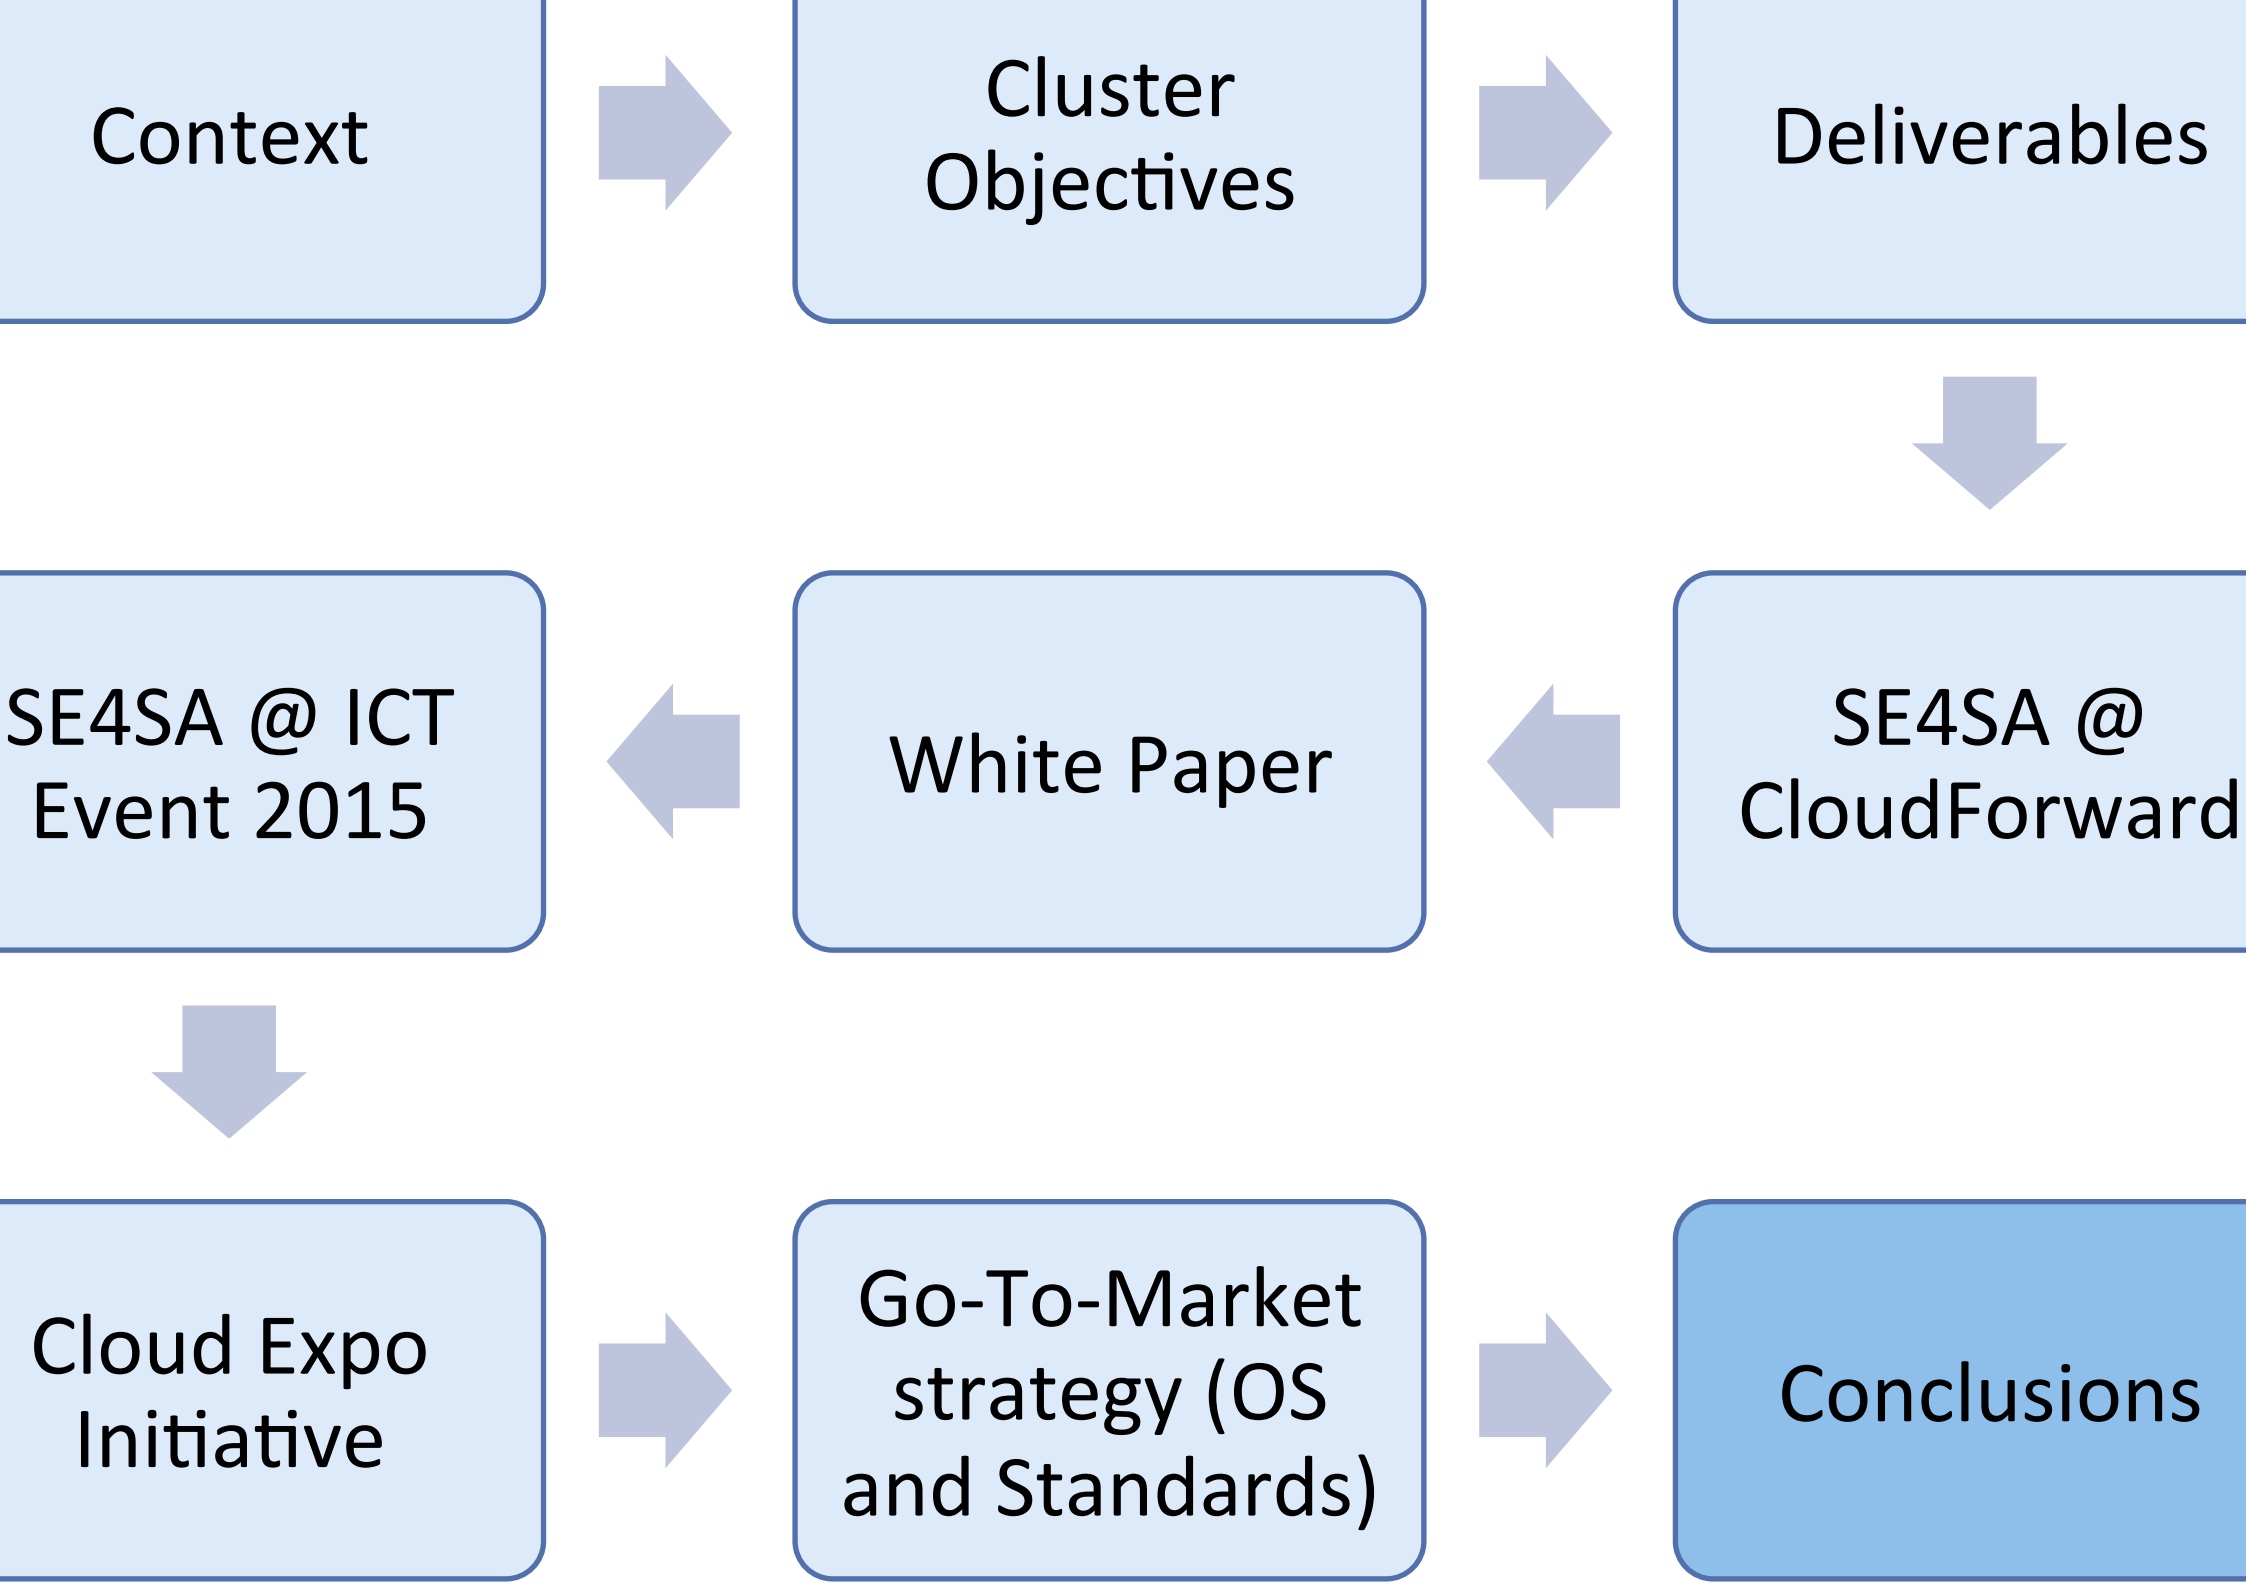 Context
Cluster
Objectives
Deliverables
SE4SA @
CloudForward
White Paper
SE4SA @ ICT
Event 2015
Cloud Expo
Initiative
Go-To-Market
strategy (OS
and Standards)
Conclusions